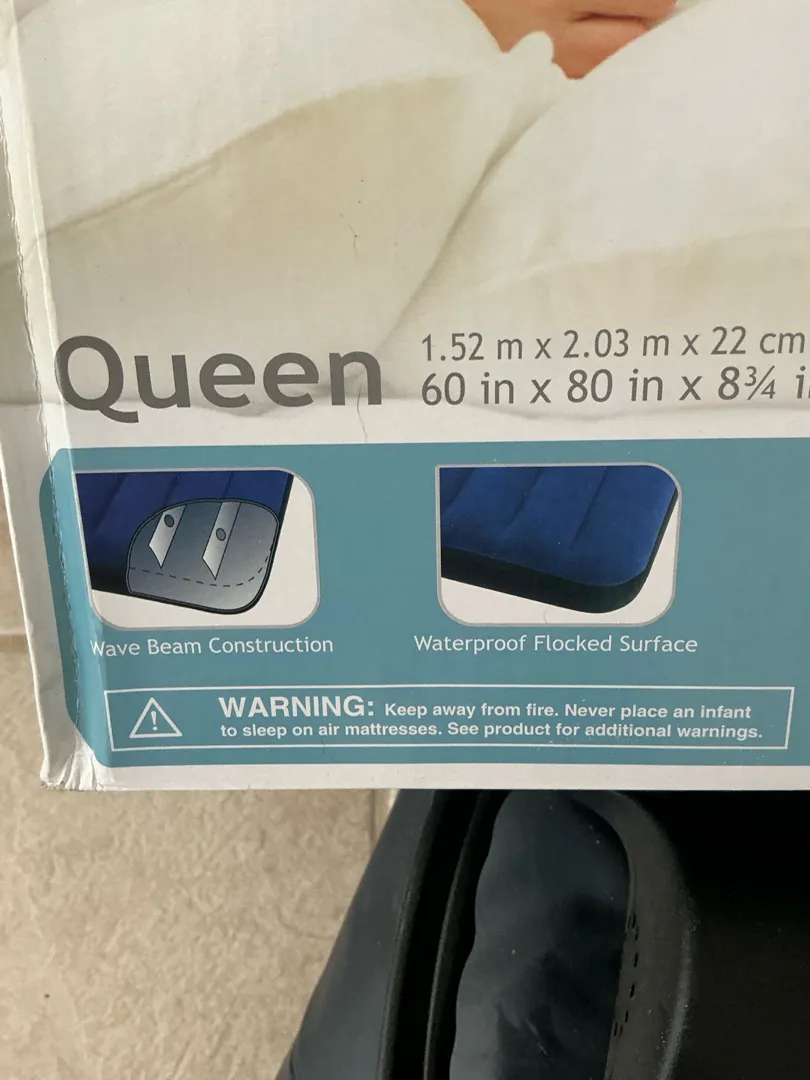 Queen
1.52 m x 2.03 m x 22 cm
60 in x 80 in x 8¾
Wave Beam Construction
Waterproof Flocked Surface
WARNING: Keep away from fire. Never place an infant
to sleep on air mattresses. See product for additional warnings.